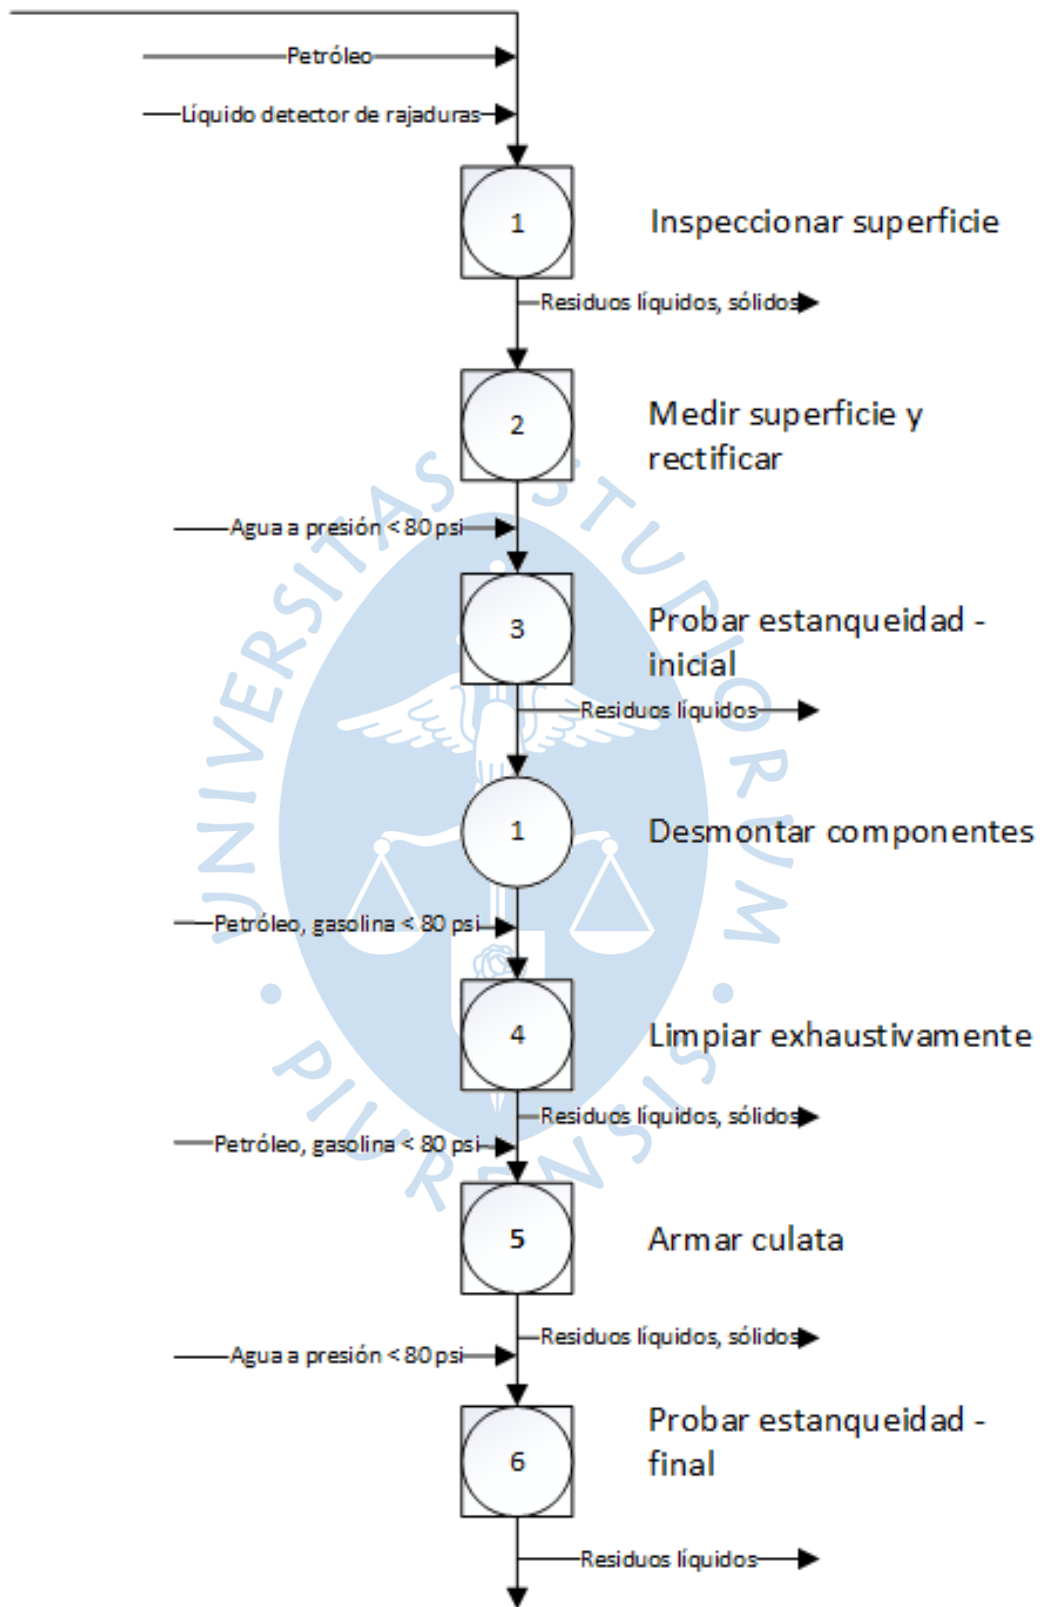 Petróleo
Líquido detector de rajaduras
1
Inspeccionar superficie
Residuos líquidos, sólidos
2
Medir superficie y
rectificar
Agua a presión < 80 psi
3
Probar estanqueidad -
inicial
Residuos líquidos
1
Desmontar componentes
Petróleo, gasolina < 80 psi
4
Limpiar exhaustivamente
Residuos líquidos, sólidos
Petróleo, gasolina < 80 psi
5
Armar culata
Residuos líquidos, sólidos
Agua a presión < 80 psi
6
Probar estanqueidad -
final
Residuos líquidos
UNIVERSITAS STUDIORUM
PIURENSIS